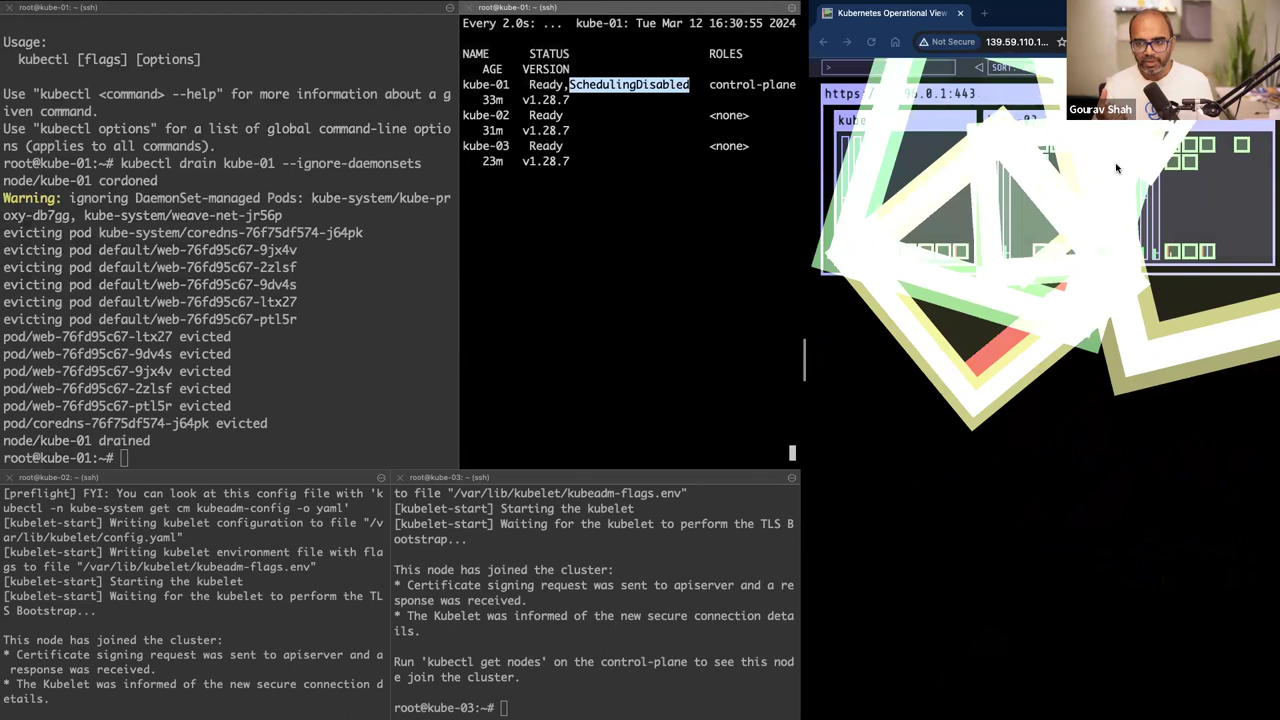 root@kube-01: ~ (ssh)
Usage:
kubectl [flags] [options]
Use "kubectl <command> --help" for more information about a g
iven command.
Use "kubectl options" for a list of global command-line optio
ns (applies to all commands).
root@kube-01:~# kubectl drain kube-01 --ignore-daemonsets
node/kube-01 cordoned
Warning: ignoring DaemonSet-managed Pods: kube-system/kube-pr
oxy-db7gg, kube-system/weave-net-jr56p
evicting pod kube-system/coredns-76f75df574-j64pk
evicting pod default/web-76fd95c67-9jx4v
evicting pod default/web-76fd95c67-2zlsf
evicting pod default/web-76fd95c67-9dv4s
evicting pod default/web-76fd95c67-ltx27
evicting pod default/web-76fd95c67-ptl5r
pod/web-76fd95c67-ltx27 evicted
pod/web-76fd95c67-9dv4s evicted
pod/web-76fd95c67-9jx4v evicted
pod/web-76fd95c67-2zlsf evicted
pod/web-76fd95c67-ptl5r evicted
pod/coredns-76f75df574-j64pk evicted
node/kube-01 drained
root@kube-01:~#
root@kube-01: ~ (ssh)
Every 2.0s: ... kube-01: Tue Mar 12 16:30:55 2024
NAME STATUS ROLES
AGE VERSION
kube-01 Ready,SchedulingDisabled control-plane
33m v1.28.7
kube-02 Ready <none>
31m v1.28.7
kube-03 Ready <none>
23m v1.28.7
Kubernetes Operational View
Not Secure 139.59.110.1...
> SORT:
Gourav Shah
root@kube-02: ~ (ssh)
[preflight] FYI: You can look at this config file with 'k
ubectl -n kube-system get cm kubeadm-config -o yaml'
[kubelet-start] Writing kubelet configuration to file "/v
ar/lib/kubelet/config.yaml"
[kubelet-start] Writing kubelet environment file with fla
gs to file "/var/lib/kubelet/kubeadm-flags.env"
[kubelet-start] Starting the kubelet
[kubelet-start] Waiting for the kubelet to perform the TL
S Bootstrap...
This node has joined the cluster:
* Certificate signing request was sent to apiserver and a
response was received.
* The Kubelet was informed of the new secure connection d
etails.
root@kube-03: ~ (ssh)
to file "/var/lib/kubelet/kubeadm-flags.env"
[kubelet-start] Starting the kubelet
[kubelet-start] Waiting for the kubelet to perform the TLS B
ootstrap...
This node has joined the cluster:
* Certificate signing request was sent to apiserver and a re
sponse was received.
* The Kubelet was informed of the new secure connection deta
ils.
Run 'kubectl get nodes' on the control-plane to see this nod
e join the cluster.
root@kube-03:~#